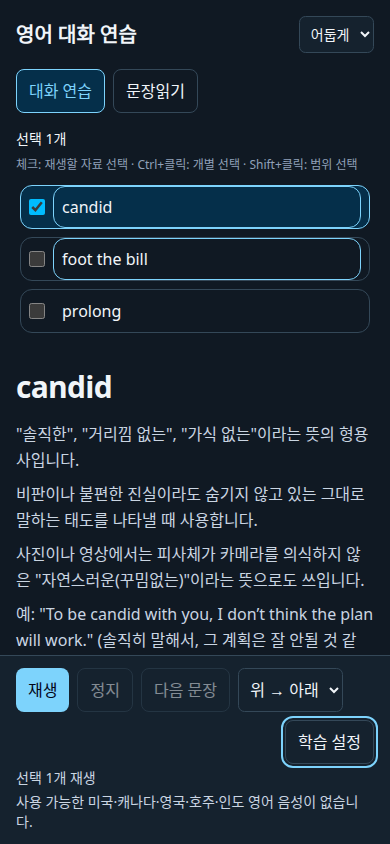 영어 대화 연습
어둡게
대화 연습
문장읽기
선택 1개
체크: 재생할 자료 선택 · Ctrl+클릭: 개별 선택 · Shift+클릭: 범위 선택
candid
foot the bill
prolong
candid
"솔직한", "거리낌 없는", "가식 없는"이라는 뜻의 형용
사입니다.
비판이나 불편한 진실이라도 숨기지 않고 있는 그대로
말하는 태도를 나타낼 때 사용합니다.
사진이나 영상에서는 피사체가 카메라를 의식하지 않
은 "자연스러운(꾸밈없는)"이라는 뜻으로도 쓰입니다.
예: "To be candid with you, I don’t think the plan
will work." (솔직히 말해서, 그 계획은 잘 안될 것 같
재생
정지
다음 문장
위 → 아래
학습 설정
선택 1개 재생
사용 가능한 미국·캐나다·영국·호주·인도 영어 음성이 없습니
다.